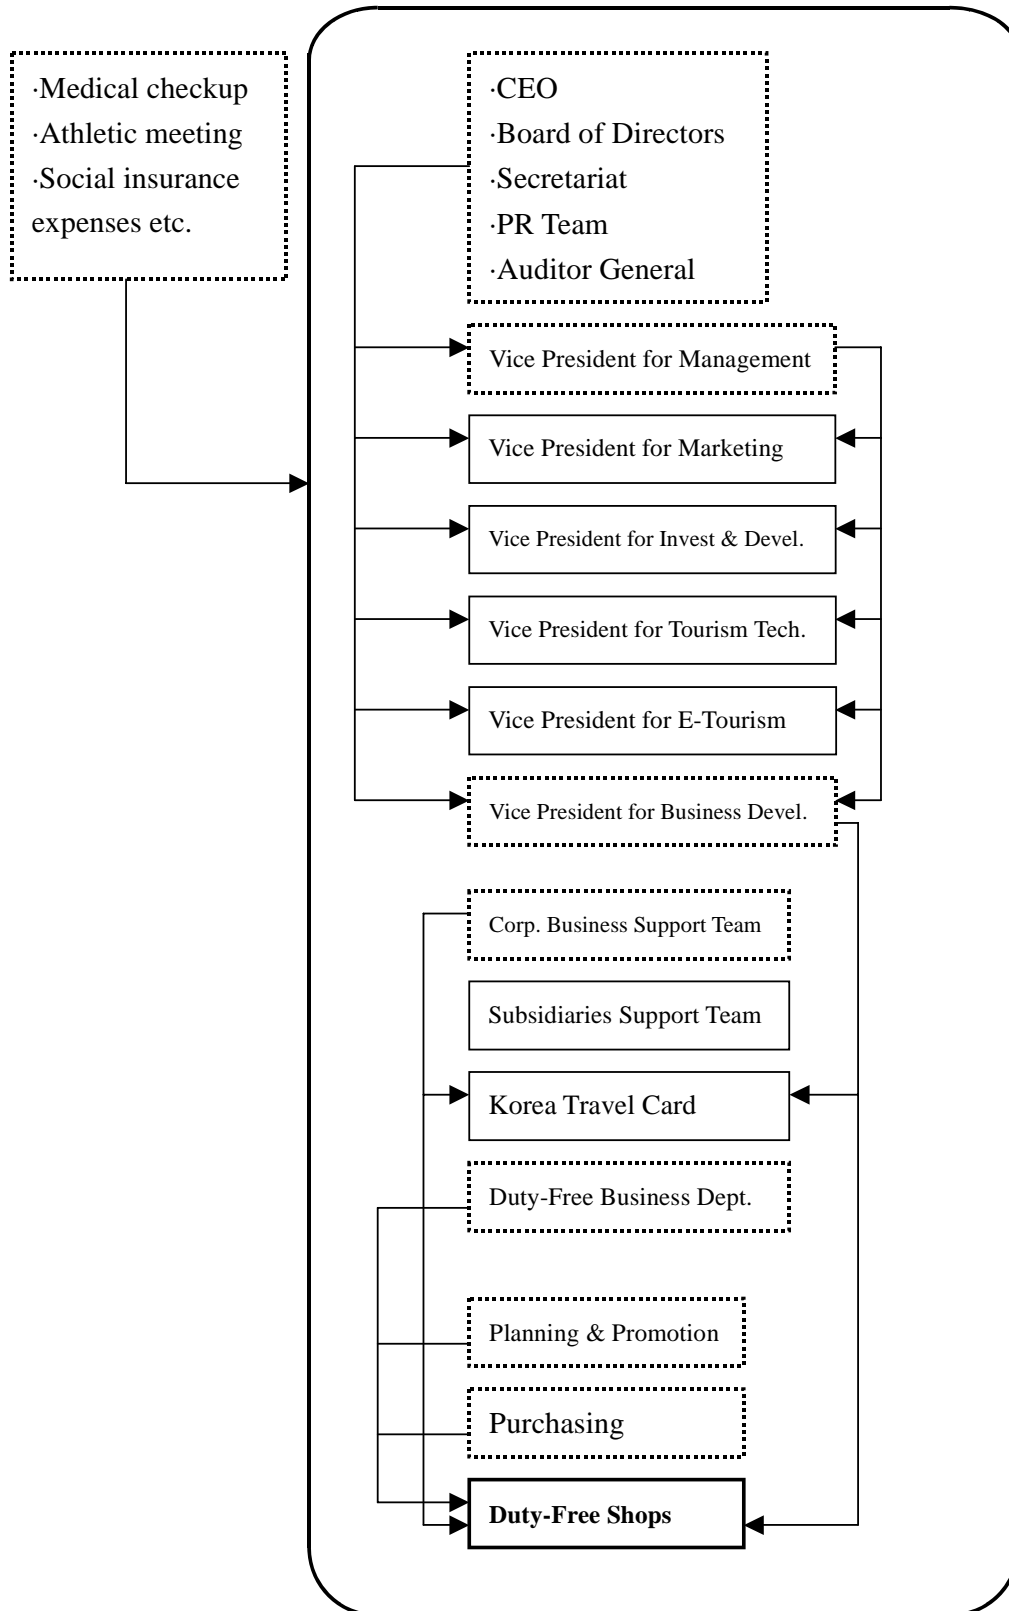 ·Medical checkup
·Athletic meeting
·Social insurance
expenses etc.
·CEO
·Board of Directors
·Secretariat
·PR Team
·Auditor General
Vice President for Management
Vice President for Marketing
Vice President for Invest & Devel.
Vice President for Tourism Tech.
Vice President for E-Tourism
Vice President for Business Devel.
Corp. Business Support Team
Subsidiaries Support Team
Korea Travel Card
Duty-Free Business Dept.
Planning & Promotion
Purchasing
Duty-Free Shops